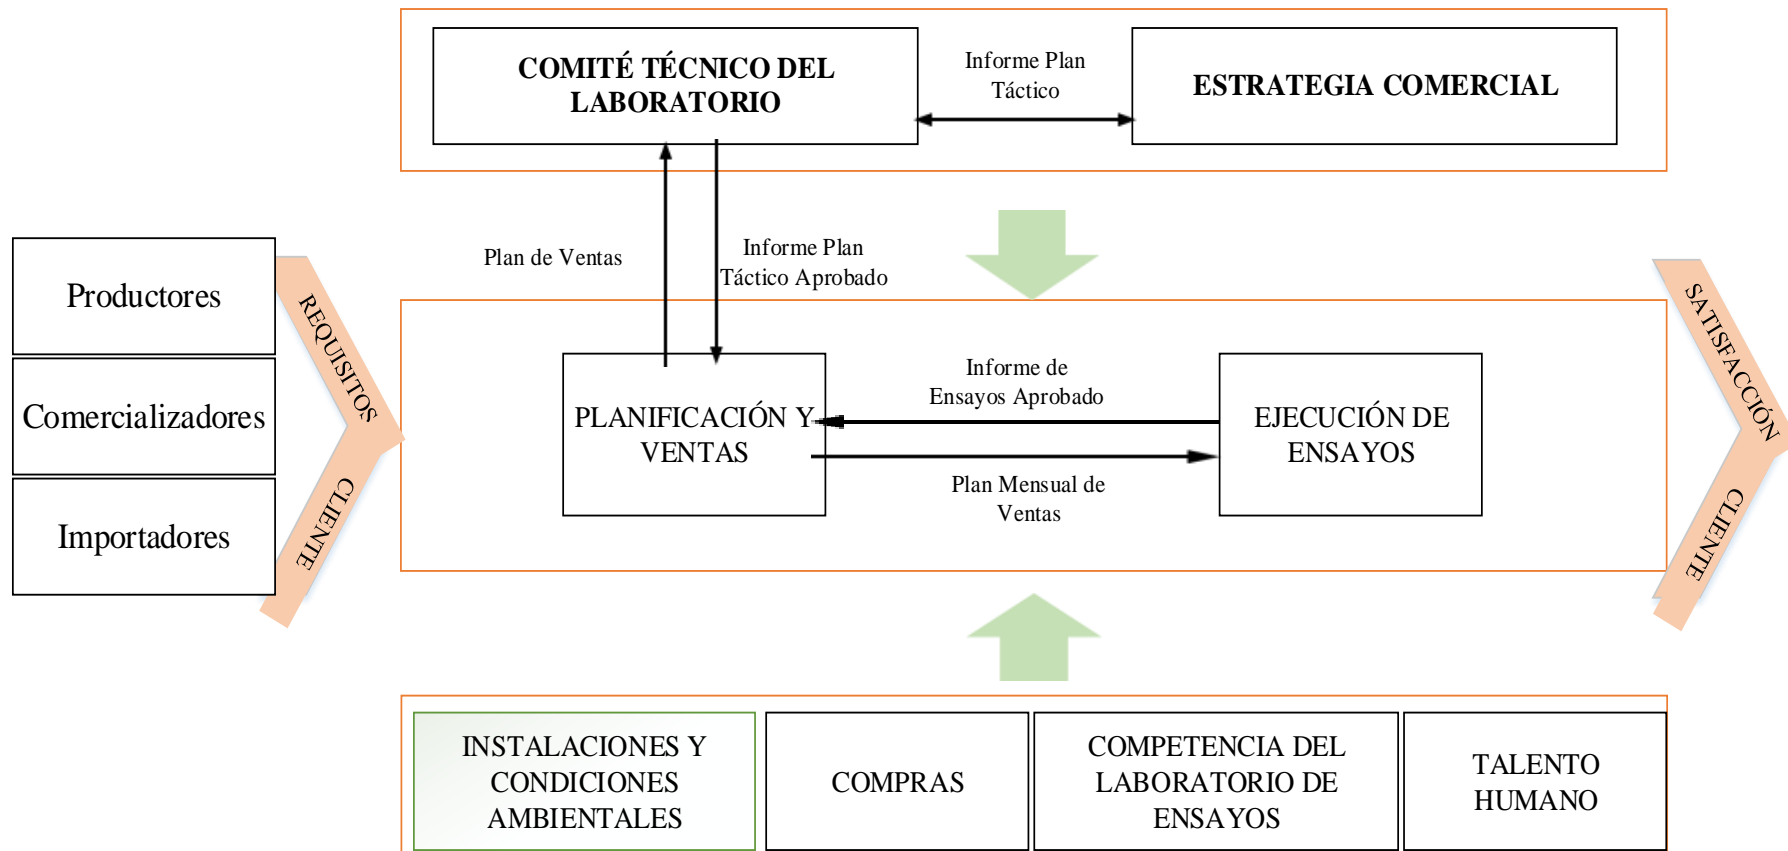 COMITÉ TÉCNICO DEL
LABORATORIO
Informe Plan
Táctico
ESTRATEGIA COMERCIAL
Plan de Ventas
Informe Plan
Táctico Aprobado
Productores
Comercializadores
Importadores
REQUISITOS
CLIENTE
PLANIFICACIÓN Y
VENTAS
Informe de
Ensayos Aprobado
Plan Mensual de
Ventas
EJECUCIÓN DE
ENSAYOS
SATISFACCIÓN
CLIENTE
INSTALACIONES Y
CONDICIONES
AMBIENTALES
COMPRAS
COMPETENCIA DEL
LABORATORIO DE
ENSAYOS
TALENTO
HUMANO